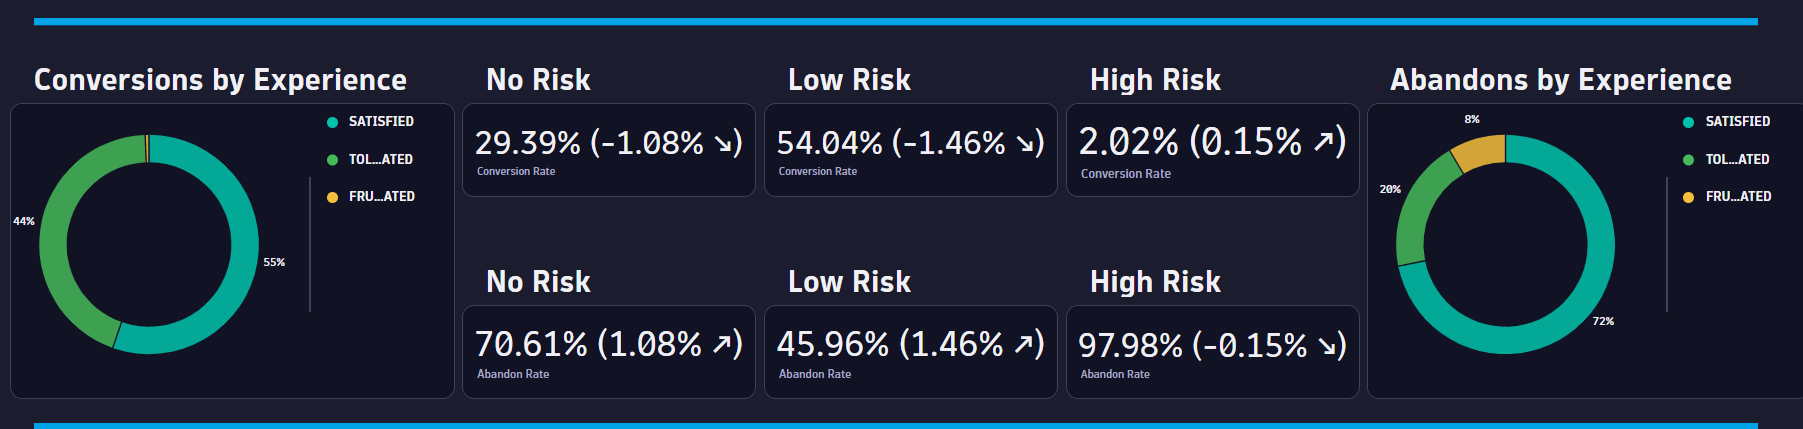 Conversions by Experience
SATISFIED
TOL...ATED
FRU...ATED
44%
55%
No Risk
29.39% (-1.08% ↘)
Conversion Rate
Low Risk
54.04% (-1.46% ↘)
Conversion Rate
High Risk
2.02% (0.15% ↗)
Conversion Rate
No Risk
70.61% (1.08% ↗)
Abandon Rate
Low Risk
45.96% (1.46% ↗)
Abandon Rate
High Risk
97.98% (-0.15% ↘)
Abandon Rate
Abandons by Experience
8%
SATISFIED
TOL...ATED
FRU...ATED
20%
72%